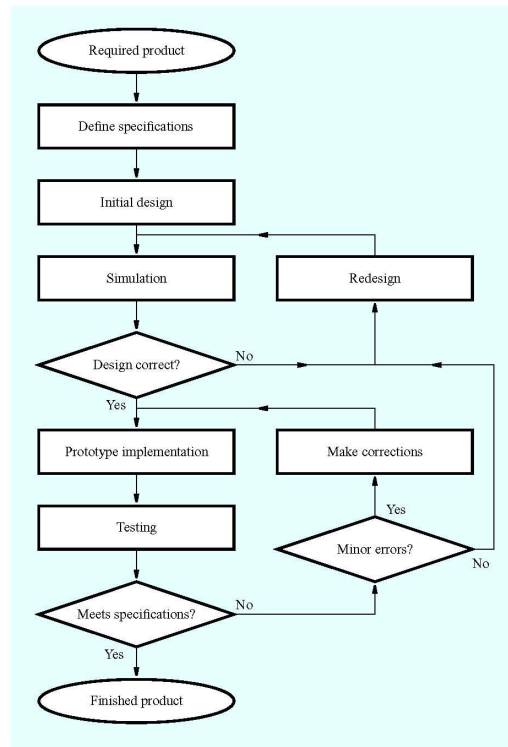 Required product
Define specifications
Initial design
Simulation
Redesign
Design correct?
No
Yes
Prototype implementation
Make corrections
Testing
Yes
Minor errors?
No
Meets specifications?
No
Yes
Finished product